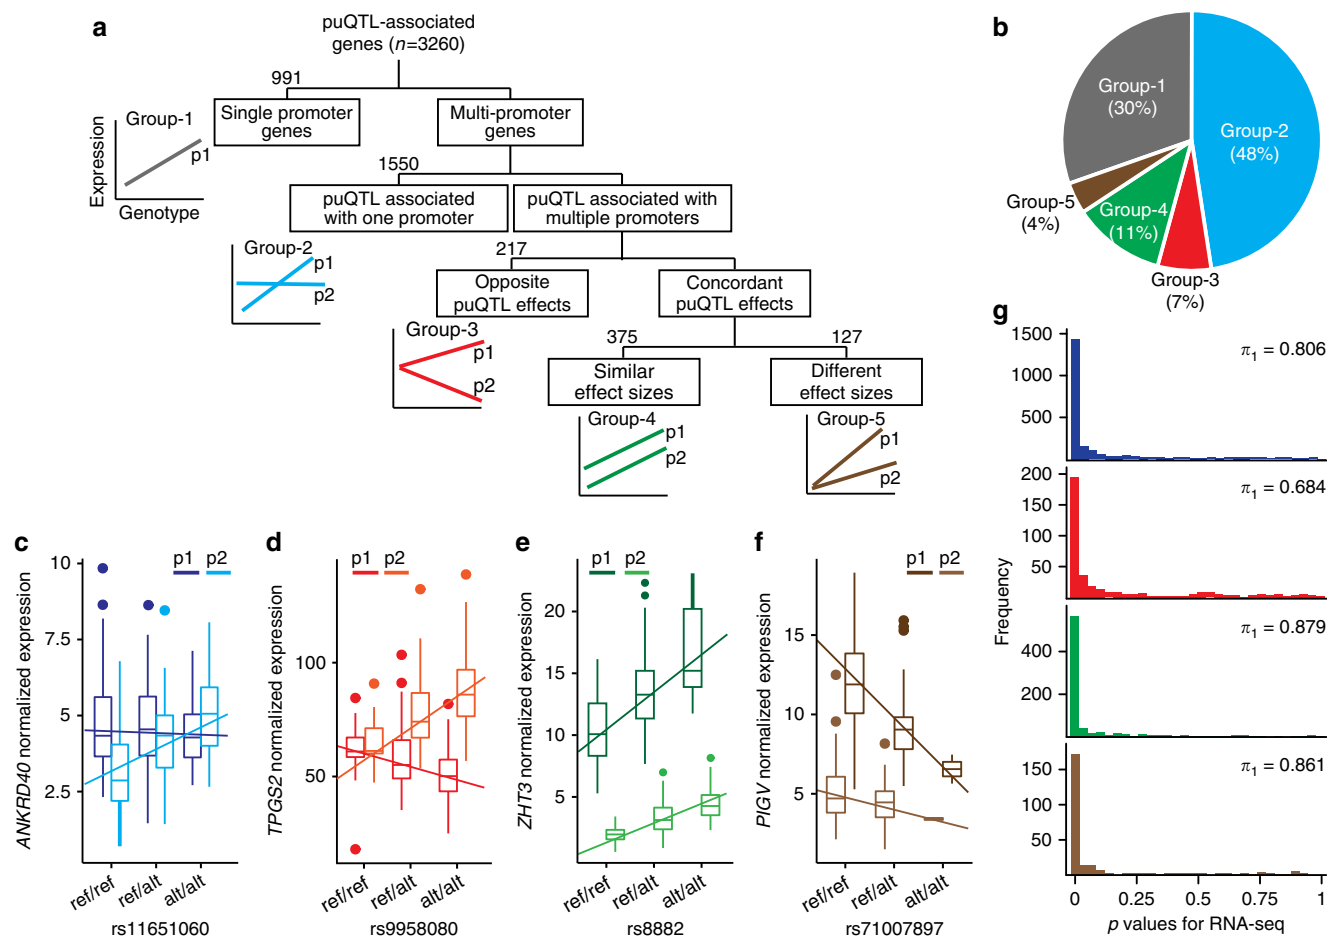 a
puQTL-associated
genes (n=3260)
991
Single promoter
genes
Multi-promoter
genes
Group-1
p1
Expression
Genotype
1550
puQTL associated
with one promoter
puQTL associated with
multiple promoters
Group-2
p1
p2
217
Opposite
puQTL effects
Concordant
puQTL effects
Group-3
p1
p2
375
127
Similar
effect sizes
Different
effect sizes
Group-4
p1
p2
Group-5
p1
p2
b
Group-1
(30%)
Group-2
(48%)
Group-5
(4%)
Group-4
(11%)
Group-3
(7%)
c
p1 p2
ANKRD40 normalized expression
10
7.5
5
2.5
ref/ref
ref/alt
alt/alt
rs11651060
d
p1 p2
TPGS2 normalized expression
100
50
ref/ref
ref/alt
alt/alt
rs9958080
e
p1 p2
ZHT3 normalized expression
20
15
10
5
ref/ref
ref/alt
alt/alt
rs8882
f
p1 p2
PIGV normalized expression
15
10
5
ref/ref
ref/alt
alt/alt
rs71007897
g
Frequency
1500
1000
500
π1 = 0.806
200
150
100
50
π1 = 0.684
400
200
π1 = 0.879
150
100
50
π1 = 0.861
0 0.25 0.5 0.75 1
p values for RNA-seq